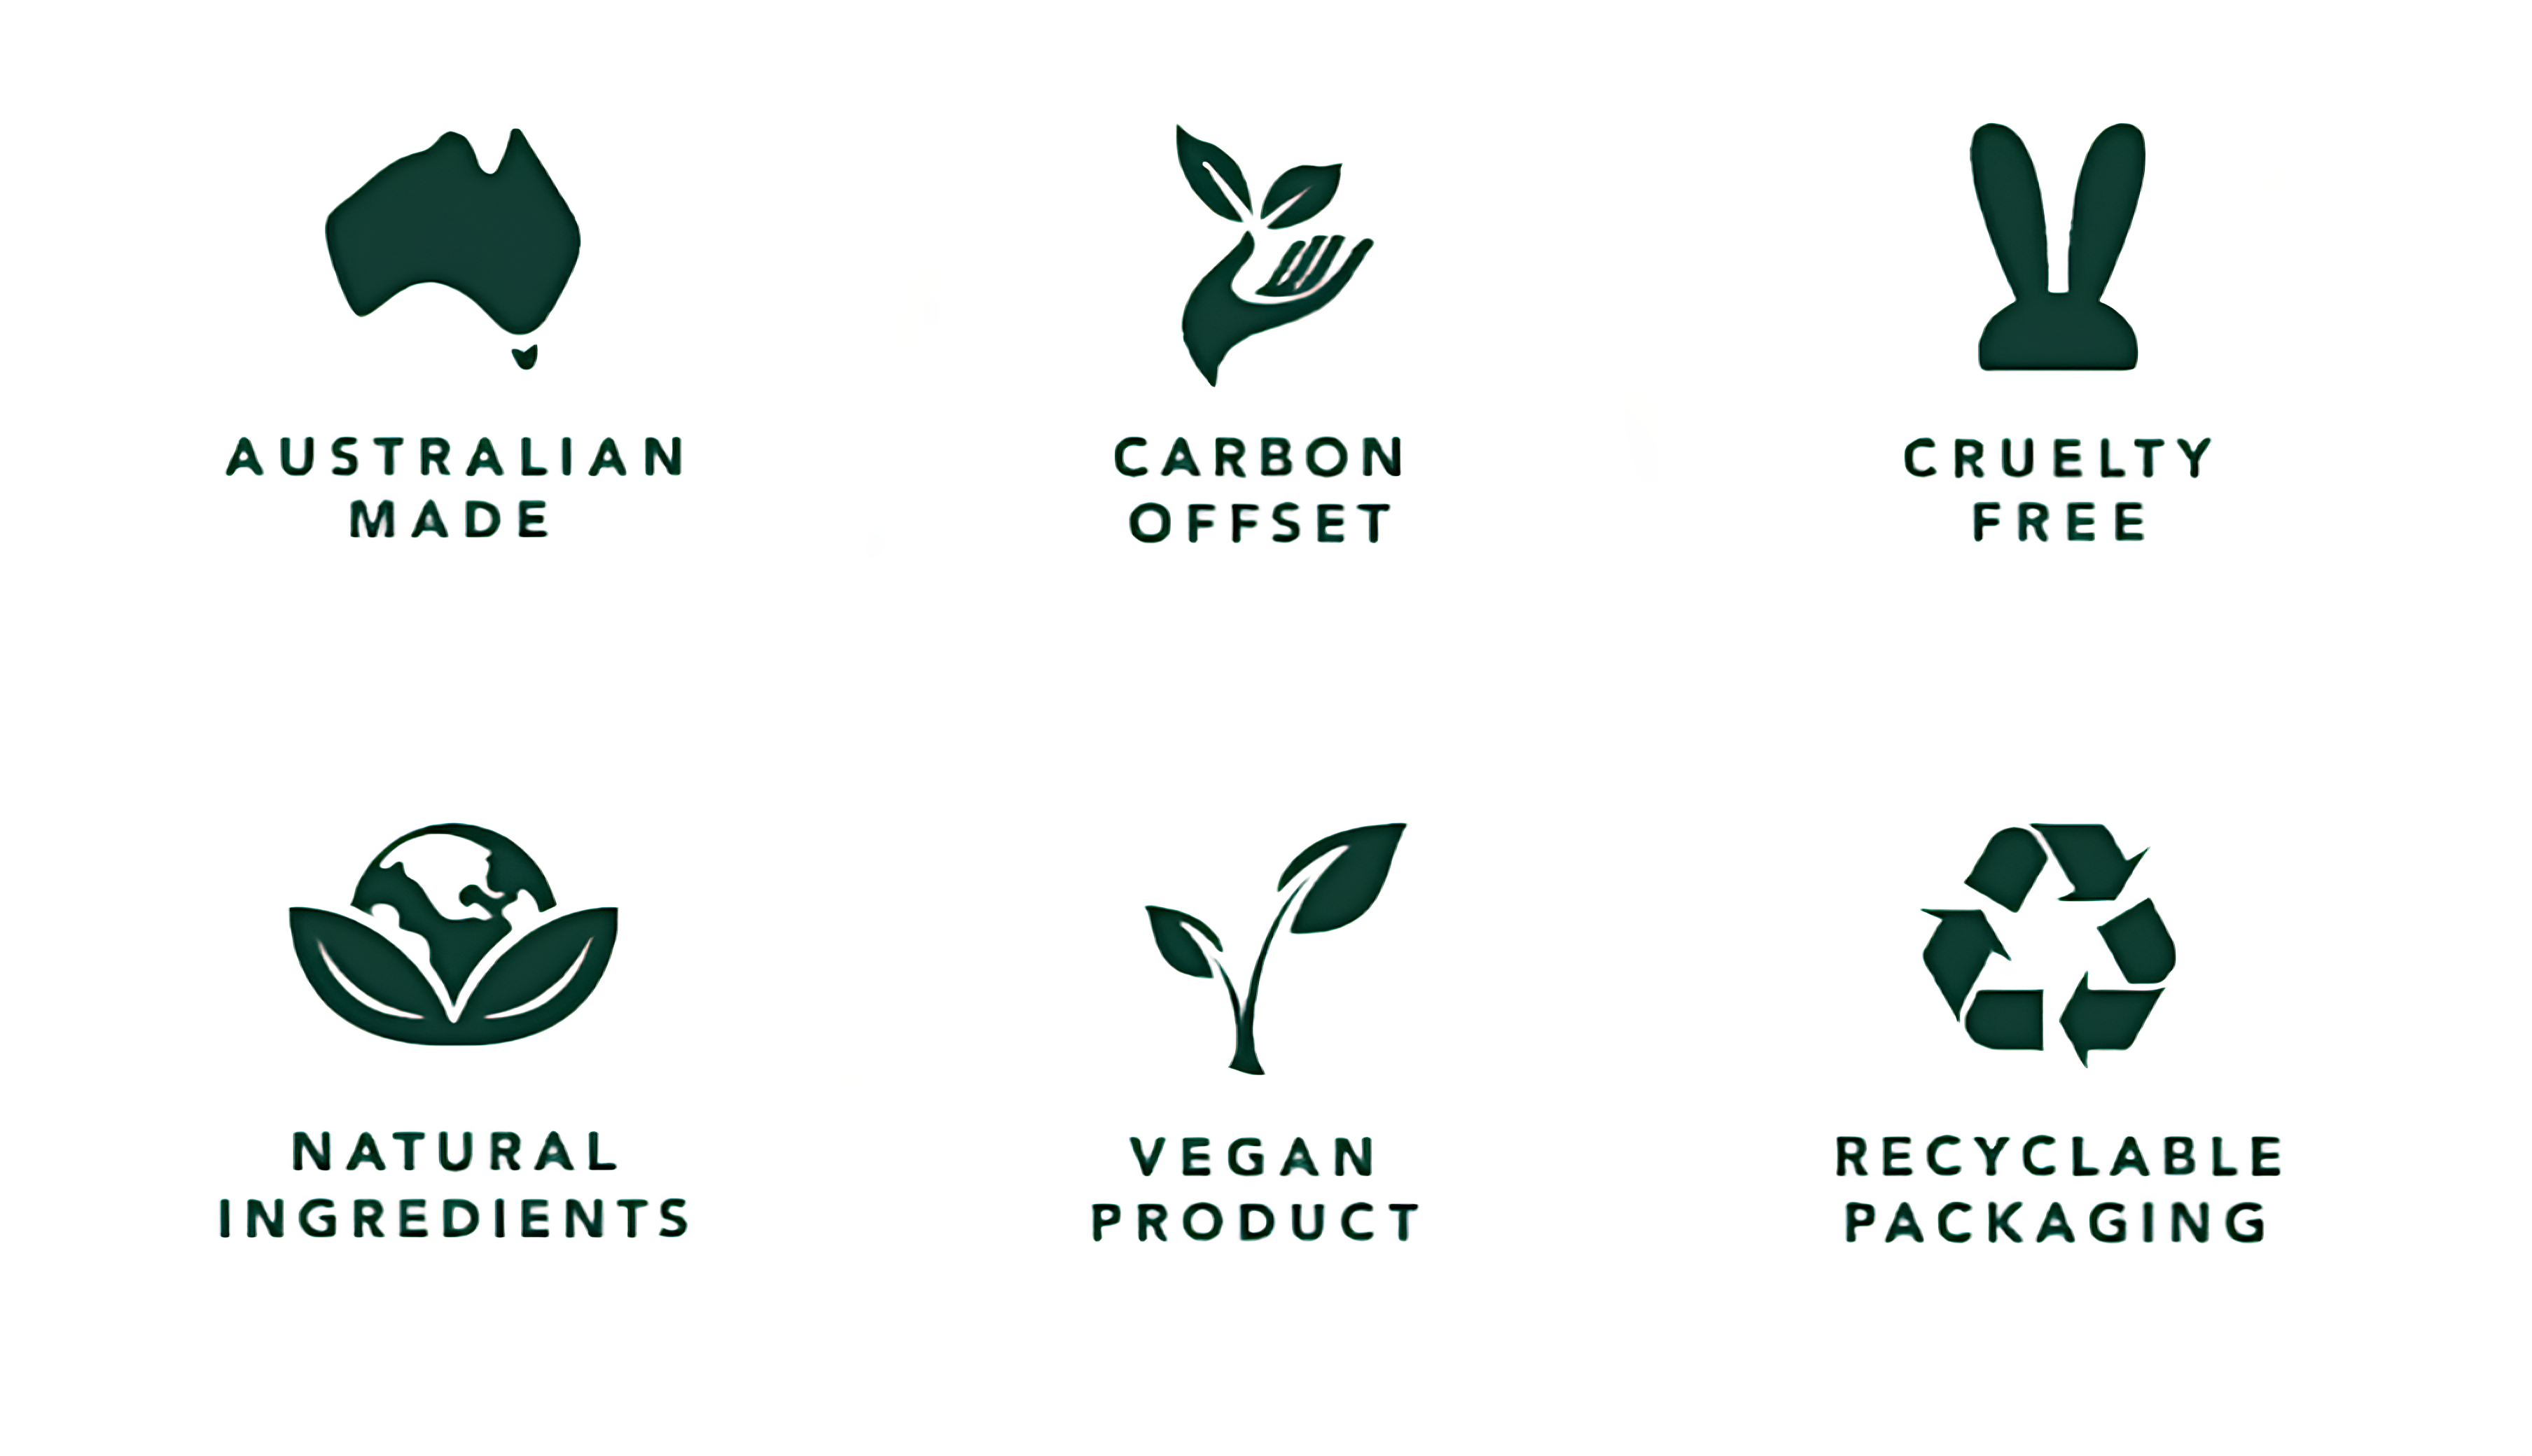 AUSTRALIAN
MADE
CARBON
OFFSET
CRUELTY
FREE
NATURAL
INGREDIENTS
VEGAN
PRODUCT
RECYCLABLE
PACKAGING